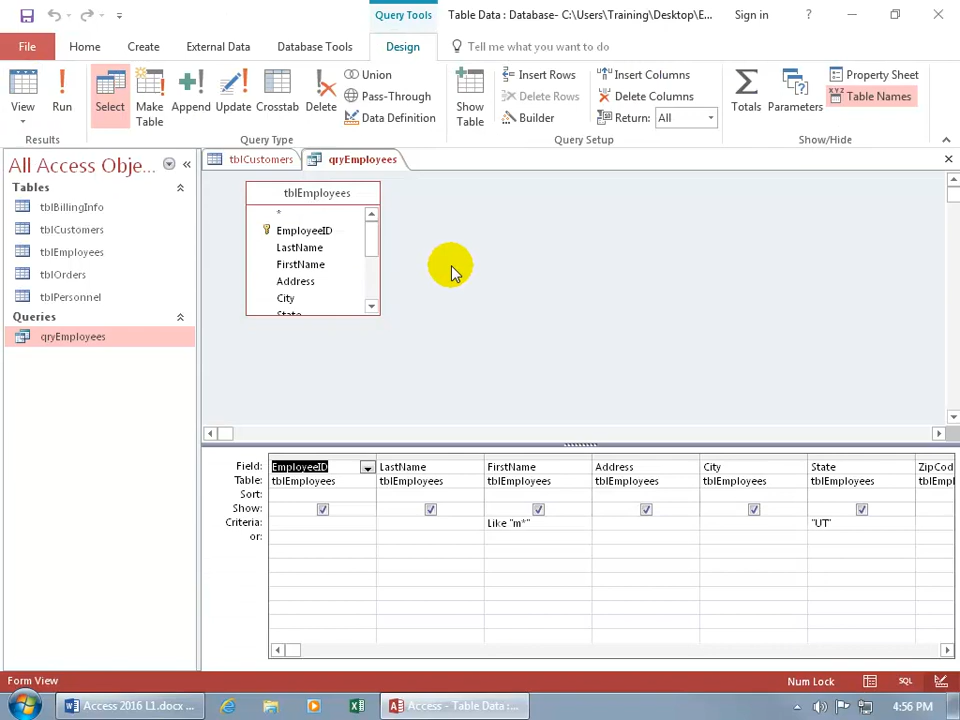 Query Tools
Table Data : Database- C:\Users\Training\Desktop\E...
Sign in
?
File
Home
Create
External Data
Database Tools
Design
Tell me what you want to do
View
Run
Select
Make Table
Append
Update
Crosstab
Delete
Union
Pass-Through
Data Definition
Show Table
Insert Rows
Delete Rows
Builder
Insert Columns
Delete Columns
Return: All
Totals
Parameters
Property Sheet
Table Names
Results
Query Type
Query Setup
Show/Hide
All Access Obje...
Tables
tblBillingInfo
tblCustomers
tblEmployees
tblOrders
tblPersonnel
Queries
qryEmployees
tblCustomers
qryEmployees
tblEmployees
*
EmployeeID
LastName
FirstName
Address
City
State
Field: EmployeeID LastName FirstName Address City State ZipCod
Table: tblEmployees tblEmployees tblEmployees tblEmployees tblEmployees tblEmployees tblEmpl
Sort:
Show:
Criteria: Like "m*" "UT"
or:
Form View
Num Lock
SQL
Access 2016 L1.docx ...
Access - Table Data :...
4:56 PM